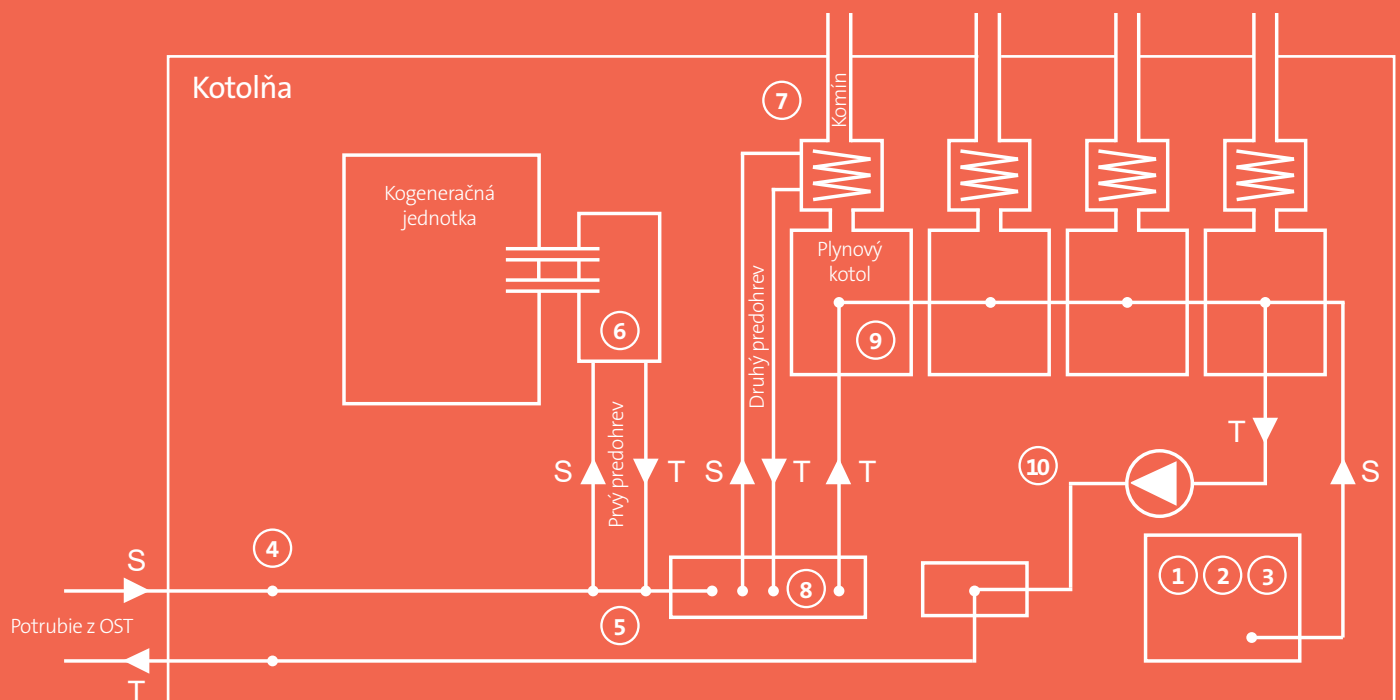 Kotolňa
7
Komín
Kogeneračná
jednotka
Plynový
kotol
6
9
Prvý predohrev
Druhý predohrev
S
T
S
T
T
T
10
S
4
S
5
8
1
2
3
Potrubie z OST
T